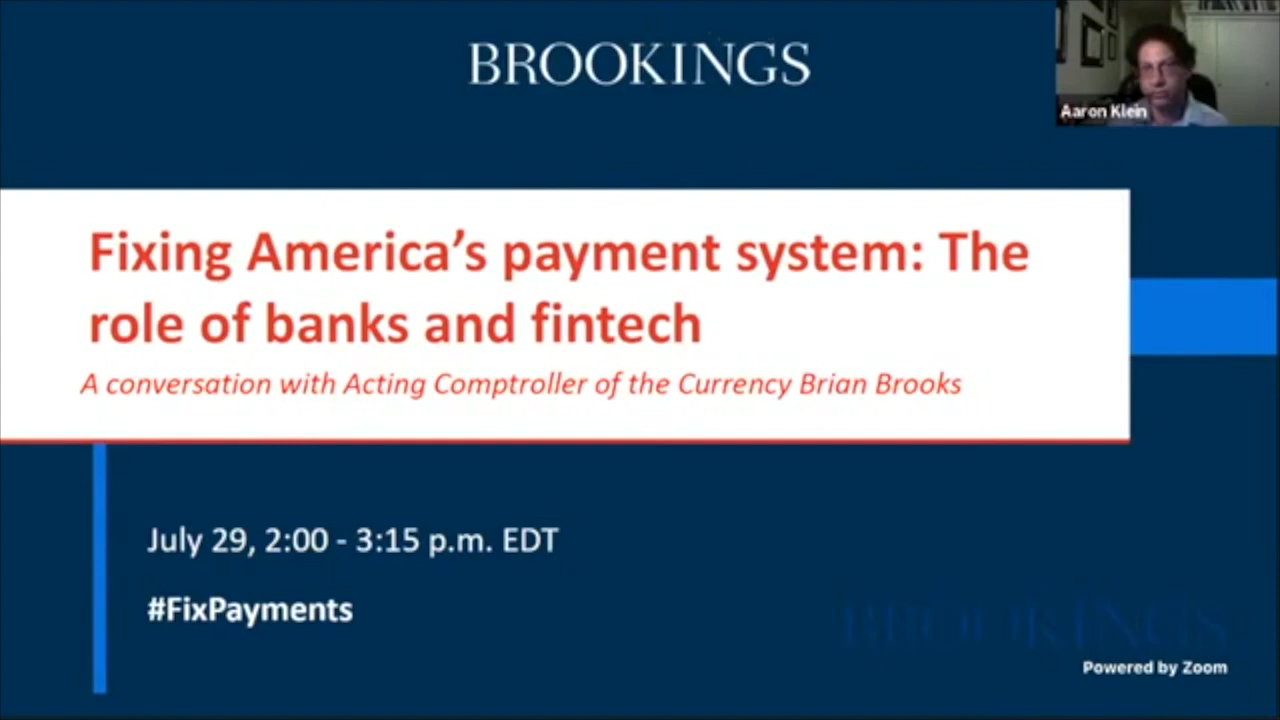 BROOKINGS
Aaron Klein
Fixing America's payment system: The
role of banks and fintech
A conversation with Acting Comptroller of the Currency Brian Brooks
July 29, 2:00 - 3:15 p.m. EDT
#FixPayments
BROOKINGS
Powered by Zoom